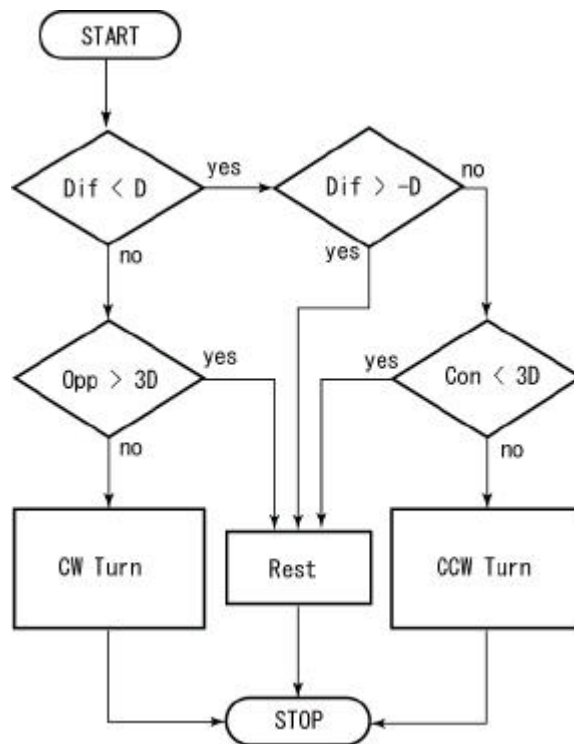 START
Dif < D
yes
Dif > -D
no
no
yes
Opp > 3D
yes
yes
Con < 3D
no
no
CW Turn
Rest
CCW Turn
STOP